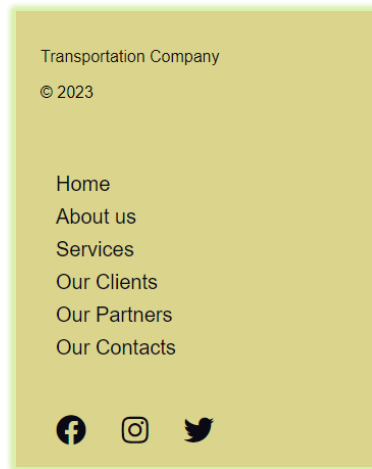 Transportation Company
© 2023
Home
About us
Services
Our Clients
Our Partners
Our Contacts